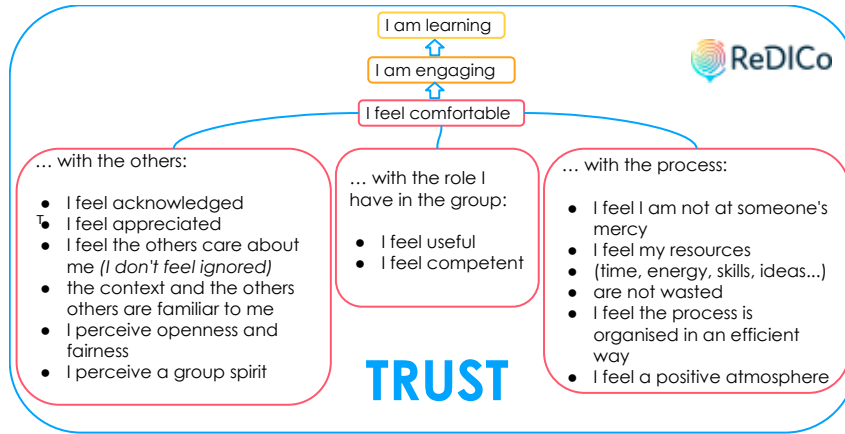 I am learning
I am engaging
ReDICo
I feel comfortable
... with the others:
● I feel acknowledged
T
● I feel appreciated
● I feel the others care about
me (I don't feel ignored)
● the context and the others
others are familiar to me
● I perceive openness and
fairness
● I perceive a group spirit
... with the role I
have in the group:
● I feel useful
● I feel competent
... with the process:
● I feel I am not at someone's
mercy
● I feel my resources
● (time, energy, skills, ideas...)
● are not wasted
● I feel the process is
organised in an efficient
way
● I feel a positive atmosphere
TRUST